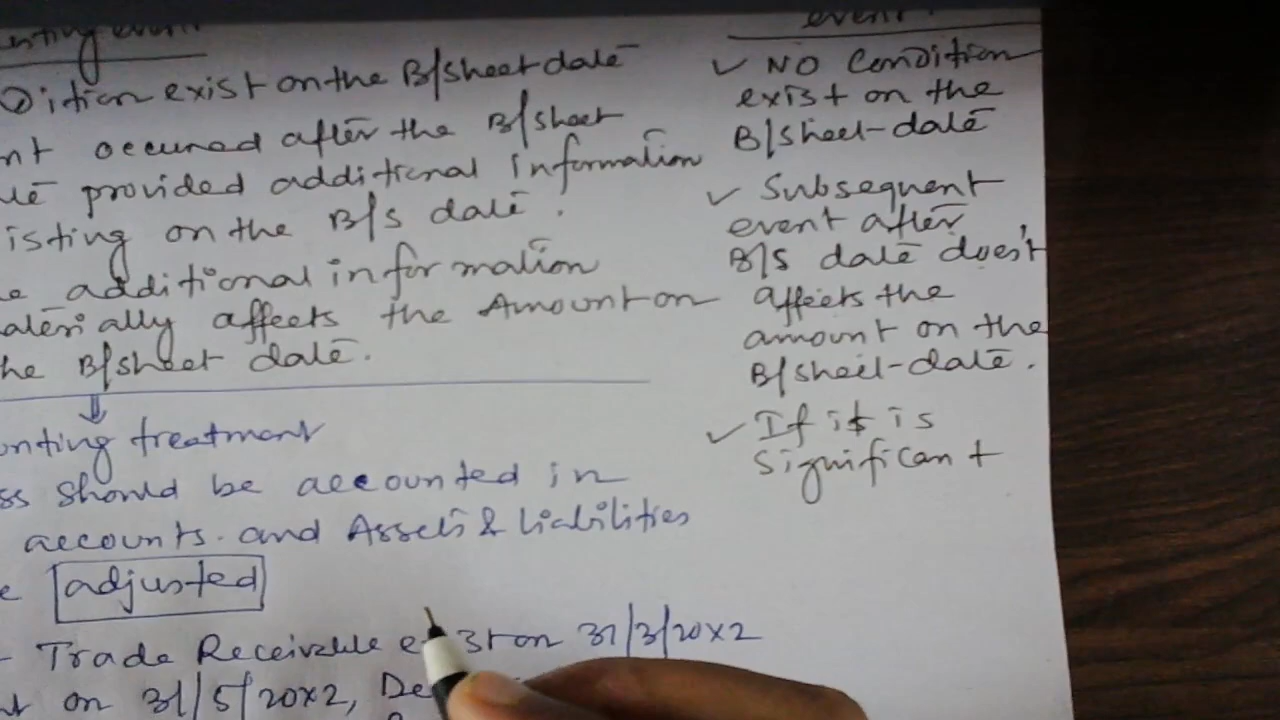 event
Dition exist on the B/sheet date
nt occured after the B/sheet
te provided additional information
isting on the B/s date.
e additional information
aterially affects the Amount on
he B/sheet date.
unting treatment
ss should be accounted in
accounts. and Assets & liabilities
e adjusted
- Trade Receivable on 31/3/20x2
on 31/5/20x2, De
event
✓ NO Condition
exist on the
B/sheet-date
✓ Subsequent
event after
B/s date does't
affects the
amount on the
B/sheet-date.
✓ If it is
significant